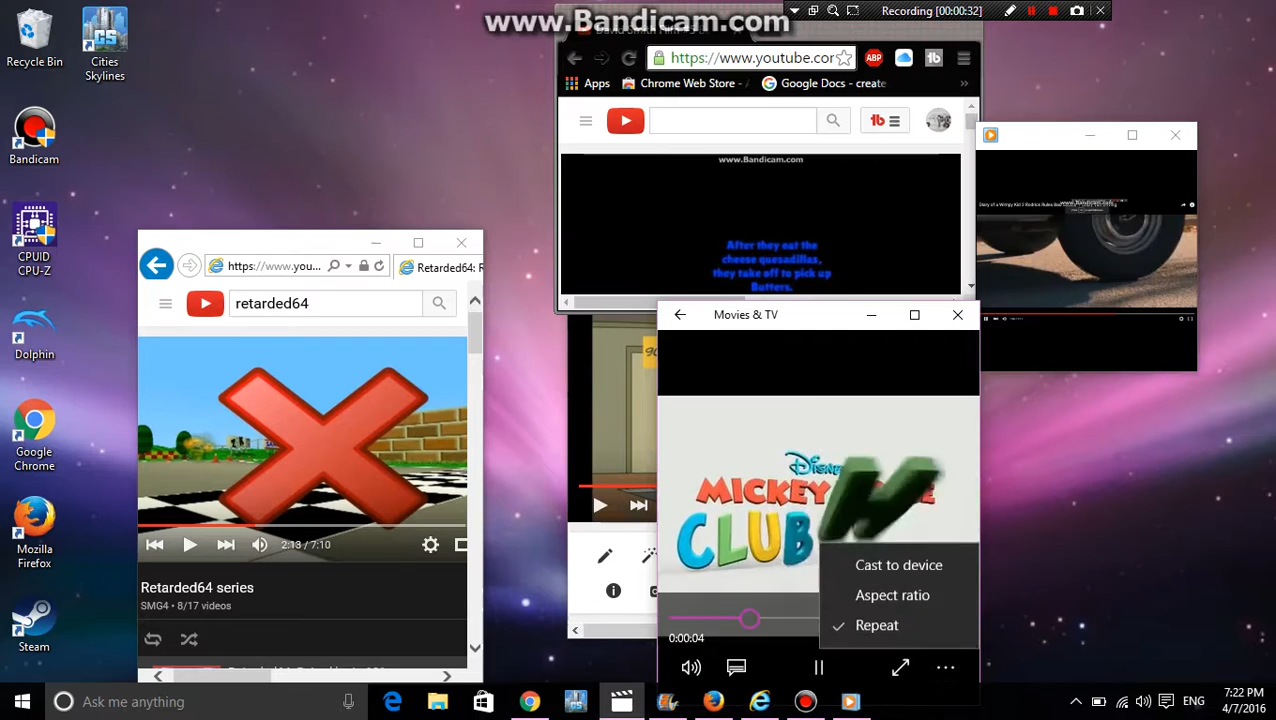 www.Bandicam.com
Recording [00:00:32]
Recycle Bin
Cities
Skylines
Bandicam
CPUID
CPU-Z
Dolphin
Google
Chrome
Mozilla
Firefox
Steam
https://www.youtube.cor
ABP
Apps
Chrome Web Store - A
Google Docs - create
www.Bandicam.com
After they eat the
cheese quesadillas,
they take off to pick up
Butters.
https://www.you...
Retarded64: R
retarded64
2:13 / 7:10
Retarded64 series
SMG4 • 8/17 videos
Movies & TV
Disney
MICKEY
CLUB H
Cast to device
Aspect ratio
Repeat
0:00:04
Ask me anything
ENG
7:22 PM
4/7/2016